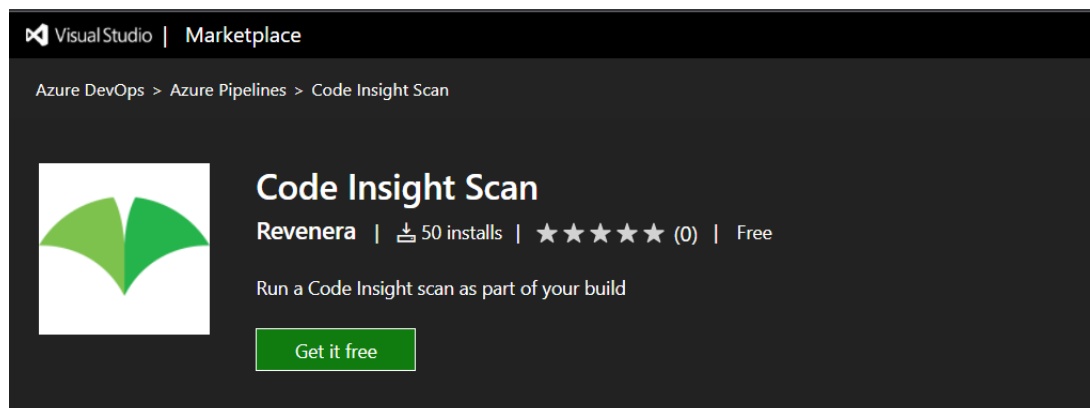 Visual Studio | Marketplace
Azure DevOps > Azure Pipelines > Code Insight Scan
Code Insight Scan
Revenera | 50 installs | ★★★★★ (0) | Free
Run a Code Insight scan as part of your build
Get it free